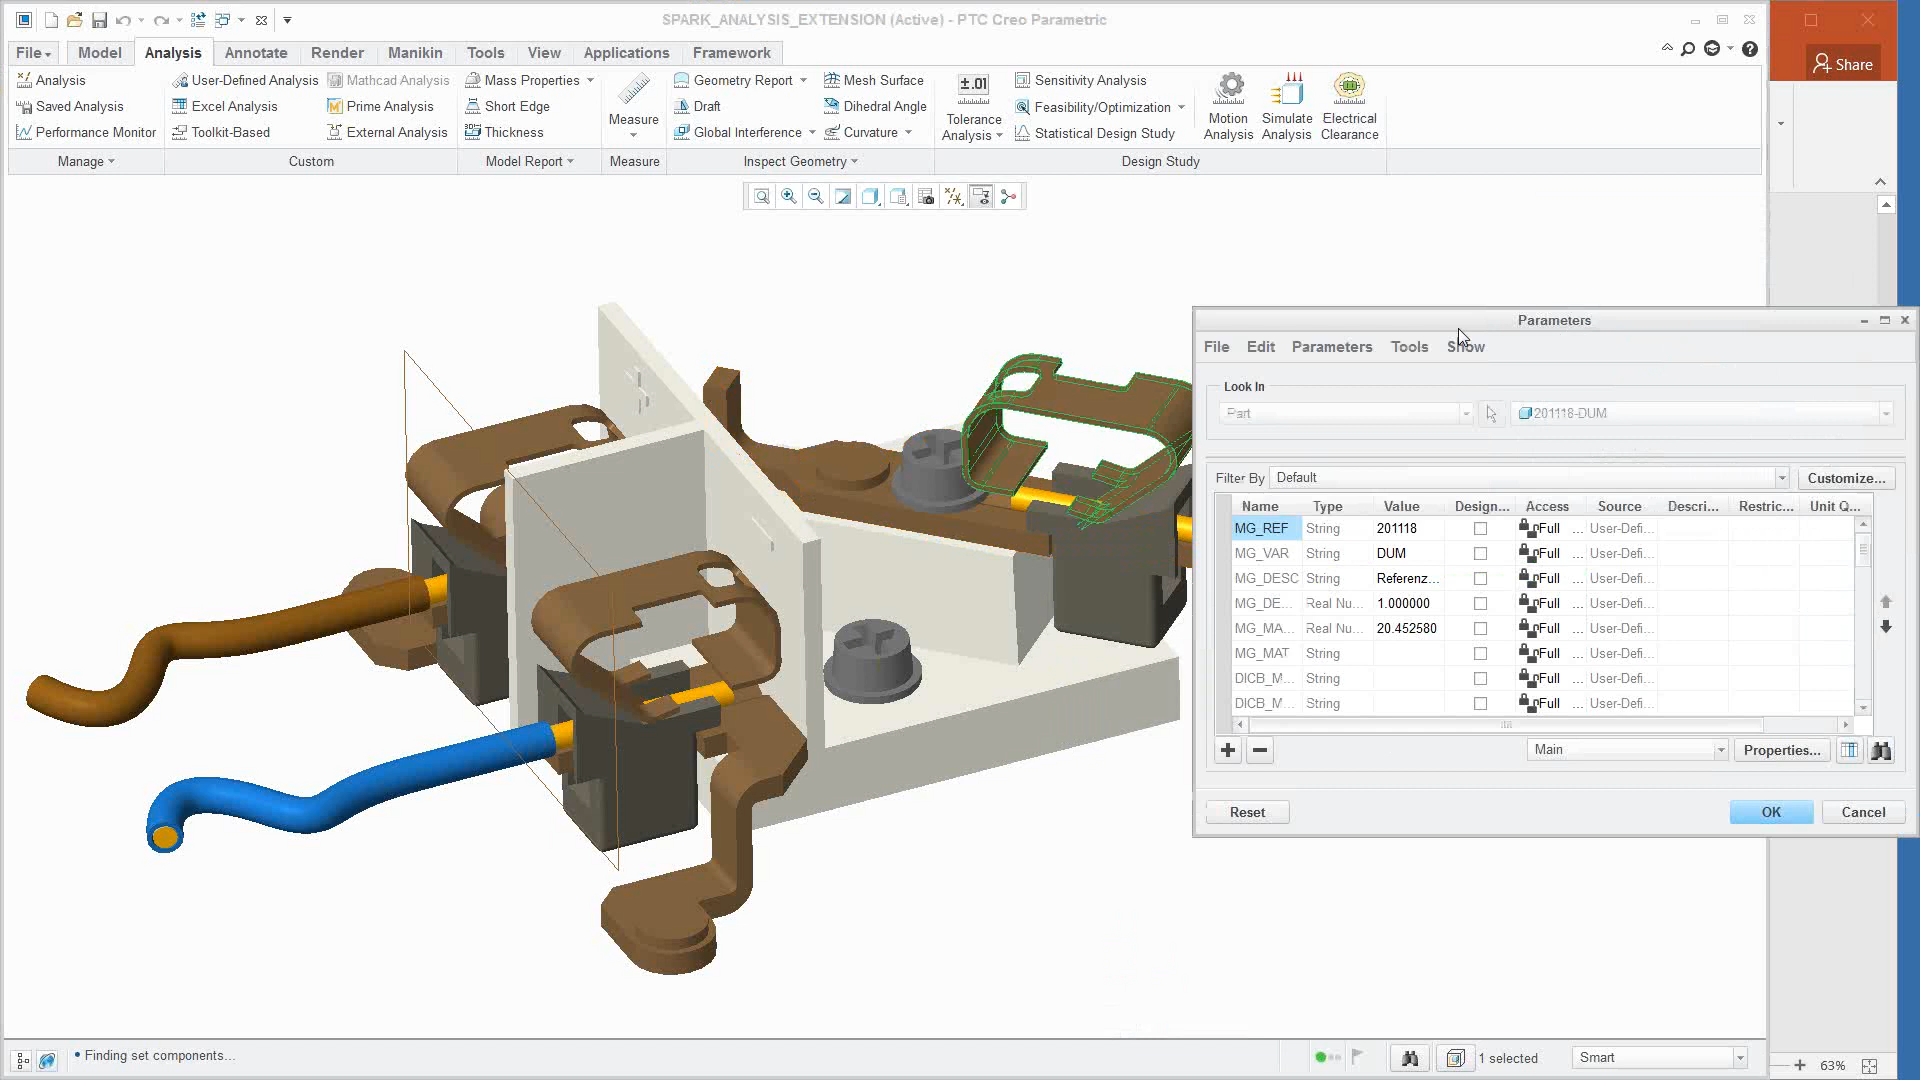 SPARK_ANALYSIS_EXTENSION (Active) - PTC Creo Parametric
File Model Analysis Annotate Render Manikin Tools View Applications Framework
Share
Analysis
Saved Analysis
Performance Monitor
Manage
User-Defined Analysis
Excel Analysis
Toolkit-Based
Mathcad Analysis
Prime Analysis
External Analysis
Custom
Mass Properties
Short Edge
Thickness
Model Report
Measure
Measure
Geometry Report
Draft
Global Interference
Mesh Surface
Dihedral Angle
Curvature
Inspect Geometry
±.01
Tolerance
Analysis
Sensitivity Analysis
Feasibility/Optimization
Statistical Design Study
Motion
Analysis
Simulate
Analysis
Electrical
Clearance
Design Study
Parameters
File Edit Parameters Tools Show
Look In
Part
201118-DUM
Filter By Default Customize...
Name Type Value Design... Access Source Descri... Restric... Unit Q...
MG_REF String 201118 Full ... User-Defi...
MG_VAR String DUM Full ... User-Defi...
MG_DESC String Referenz... Full ... User-Defi...
MG_DE... Real Nu... 1.000000 Full ... User-Defi...
MG_MA... Real Nu... 20.452580 Full ... User-Defi...
MG_MAT String Full ... User-Defi...
DICB_M... String Full ... User-Defi...
DICB_M... String Full ... User-Defi...
Main Properties...
Reset OK Cancel
• Finding set components...
1 selected
Smart
63%